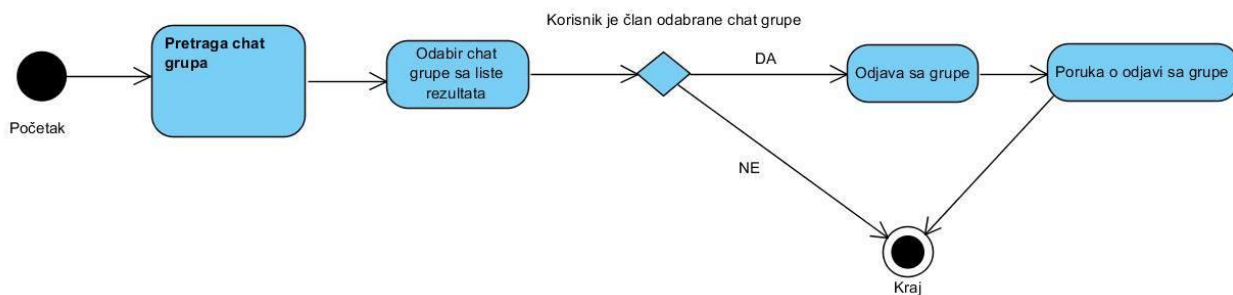 Korisnik je član odabrane chat grupe
Pretraga chat
grupa
Odabir chat
grupe sa liste
rezultata
DA
Odjava sa grupe
Poruka o odjavi sa grupe
Početak
NE
Kraj